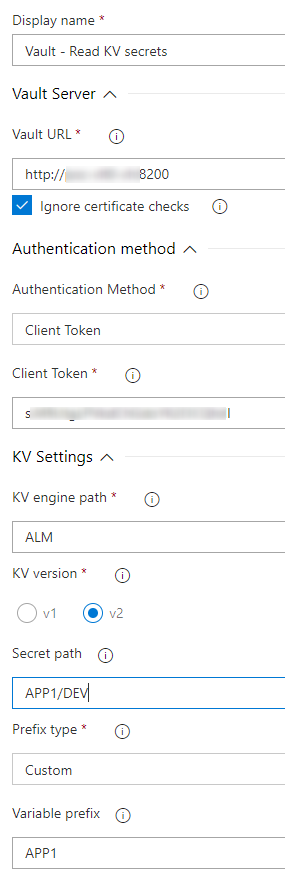 Display name *
Vault - Read KV secrets
Vault Server
Vault URL *
http:// 8200
Ignore certificate checks
Authentication method
Authentication Method *
Client Token
Client Token *
s
KV Settings
KV engine path *
ALM
KV version *
v1 v2
Secret path
APP1/DEV
Prefix type *
Custom
Variable prefix
APP1